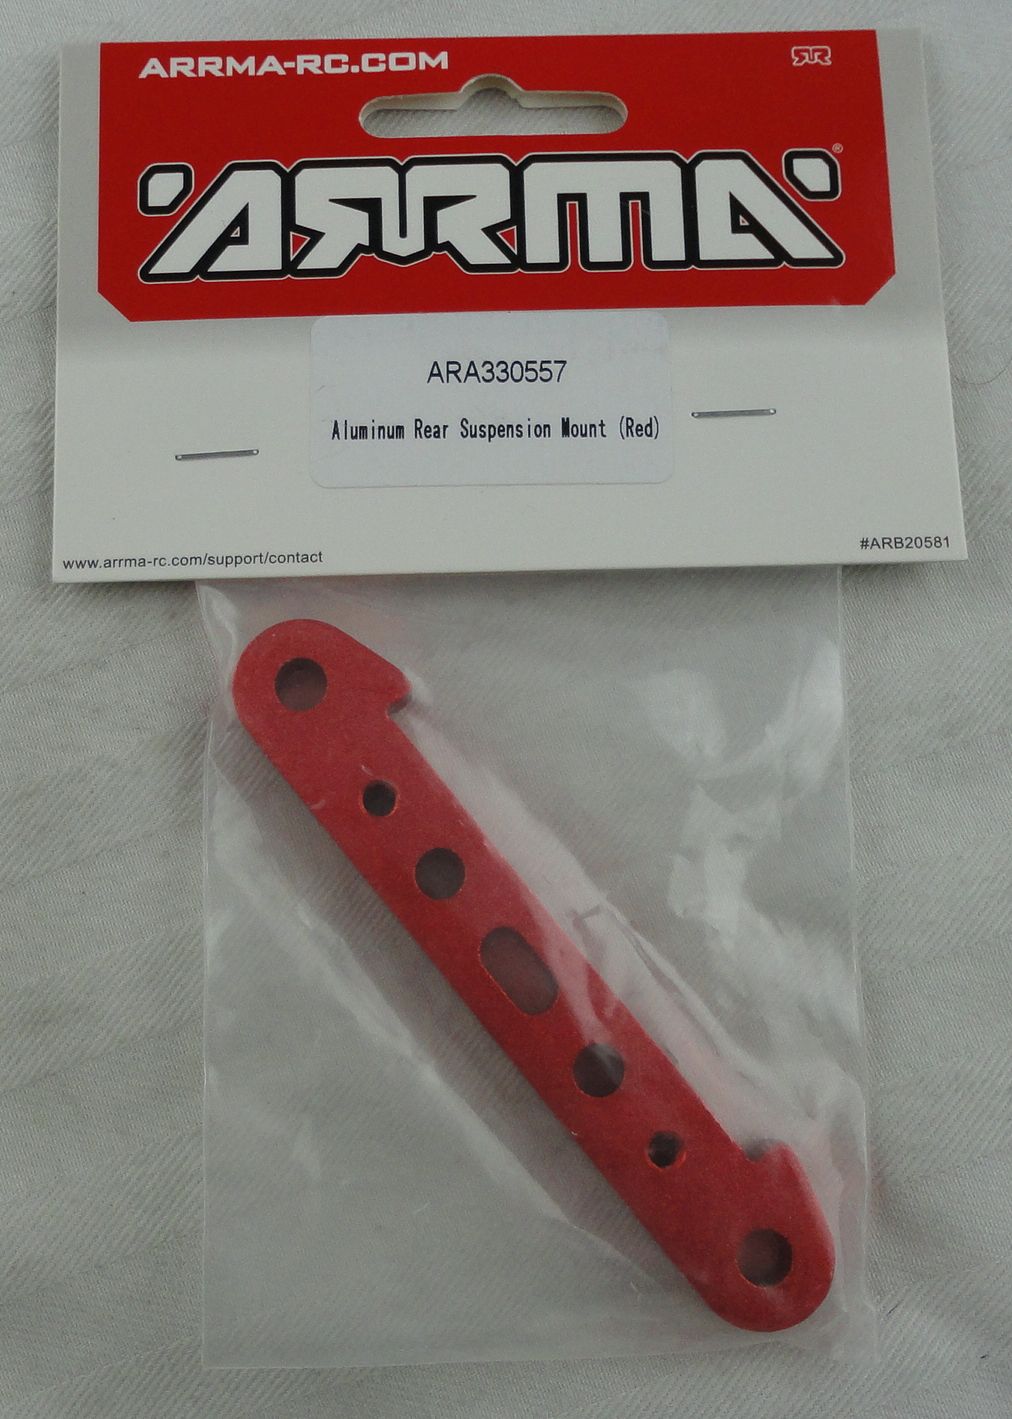 ARRMA-RC.COM
ARRMA®
ARA330557
Aluminum Rear Suspension Mount (Red)
www.arrma-rc.com/support/contact
#ARB20581